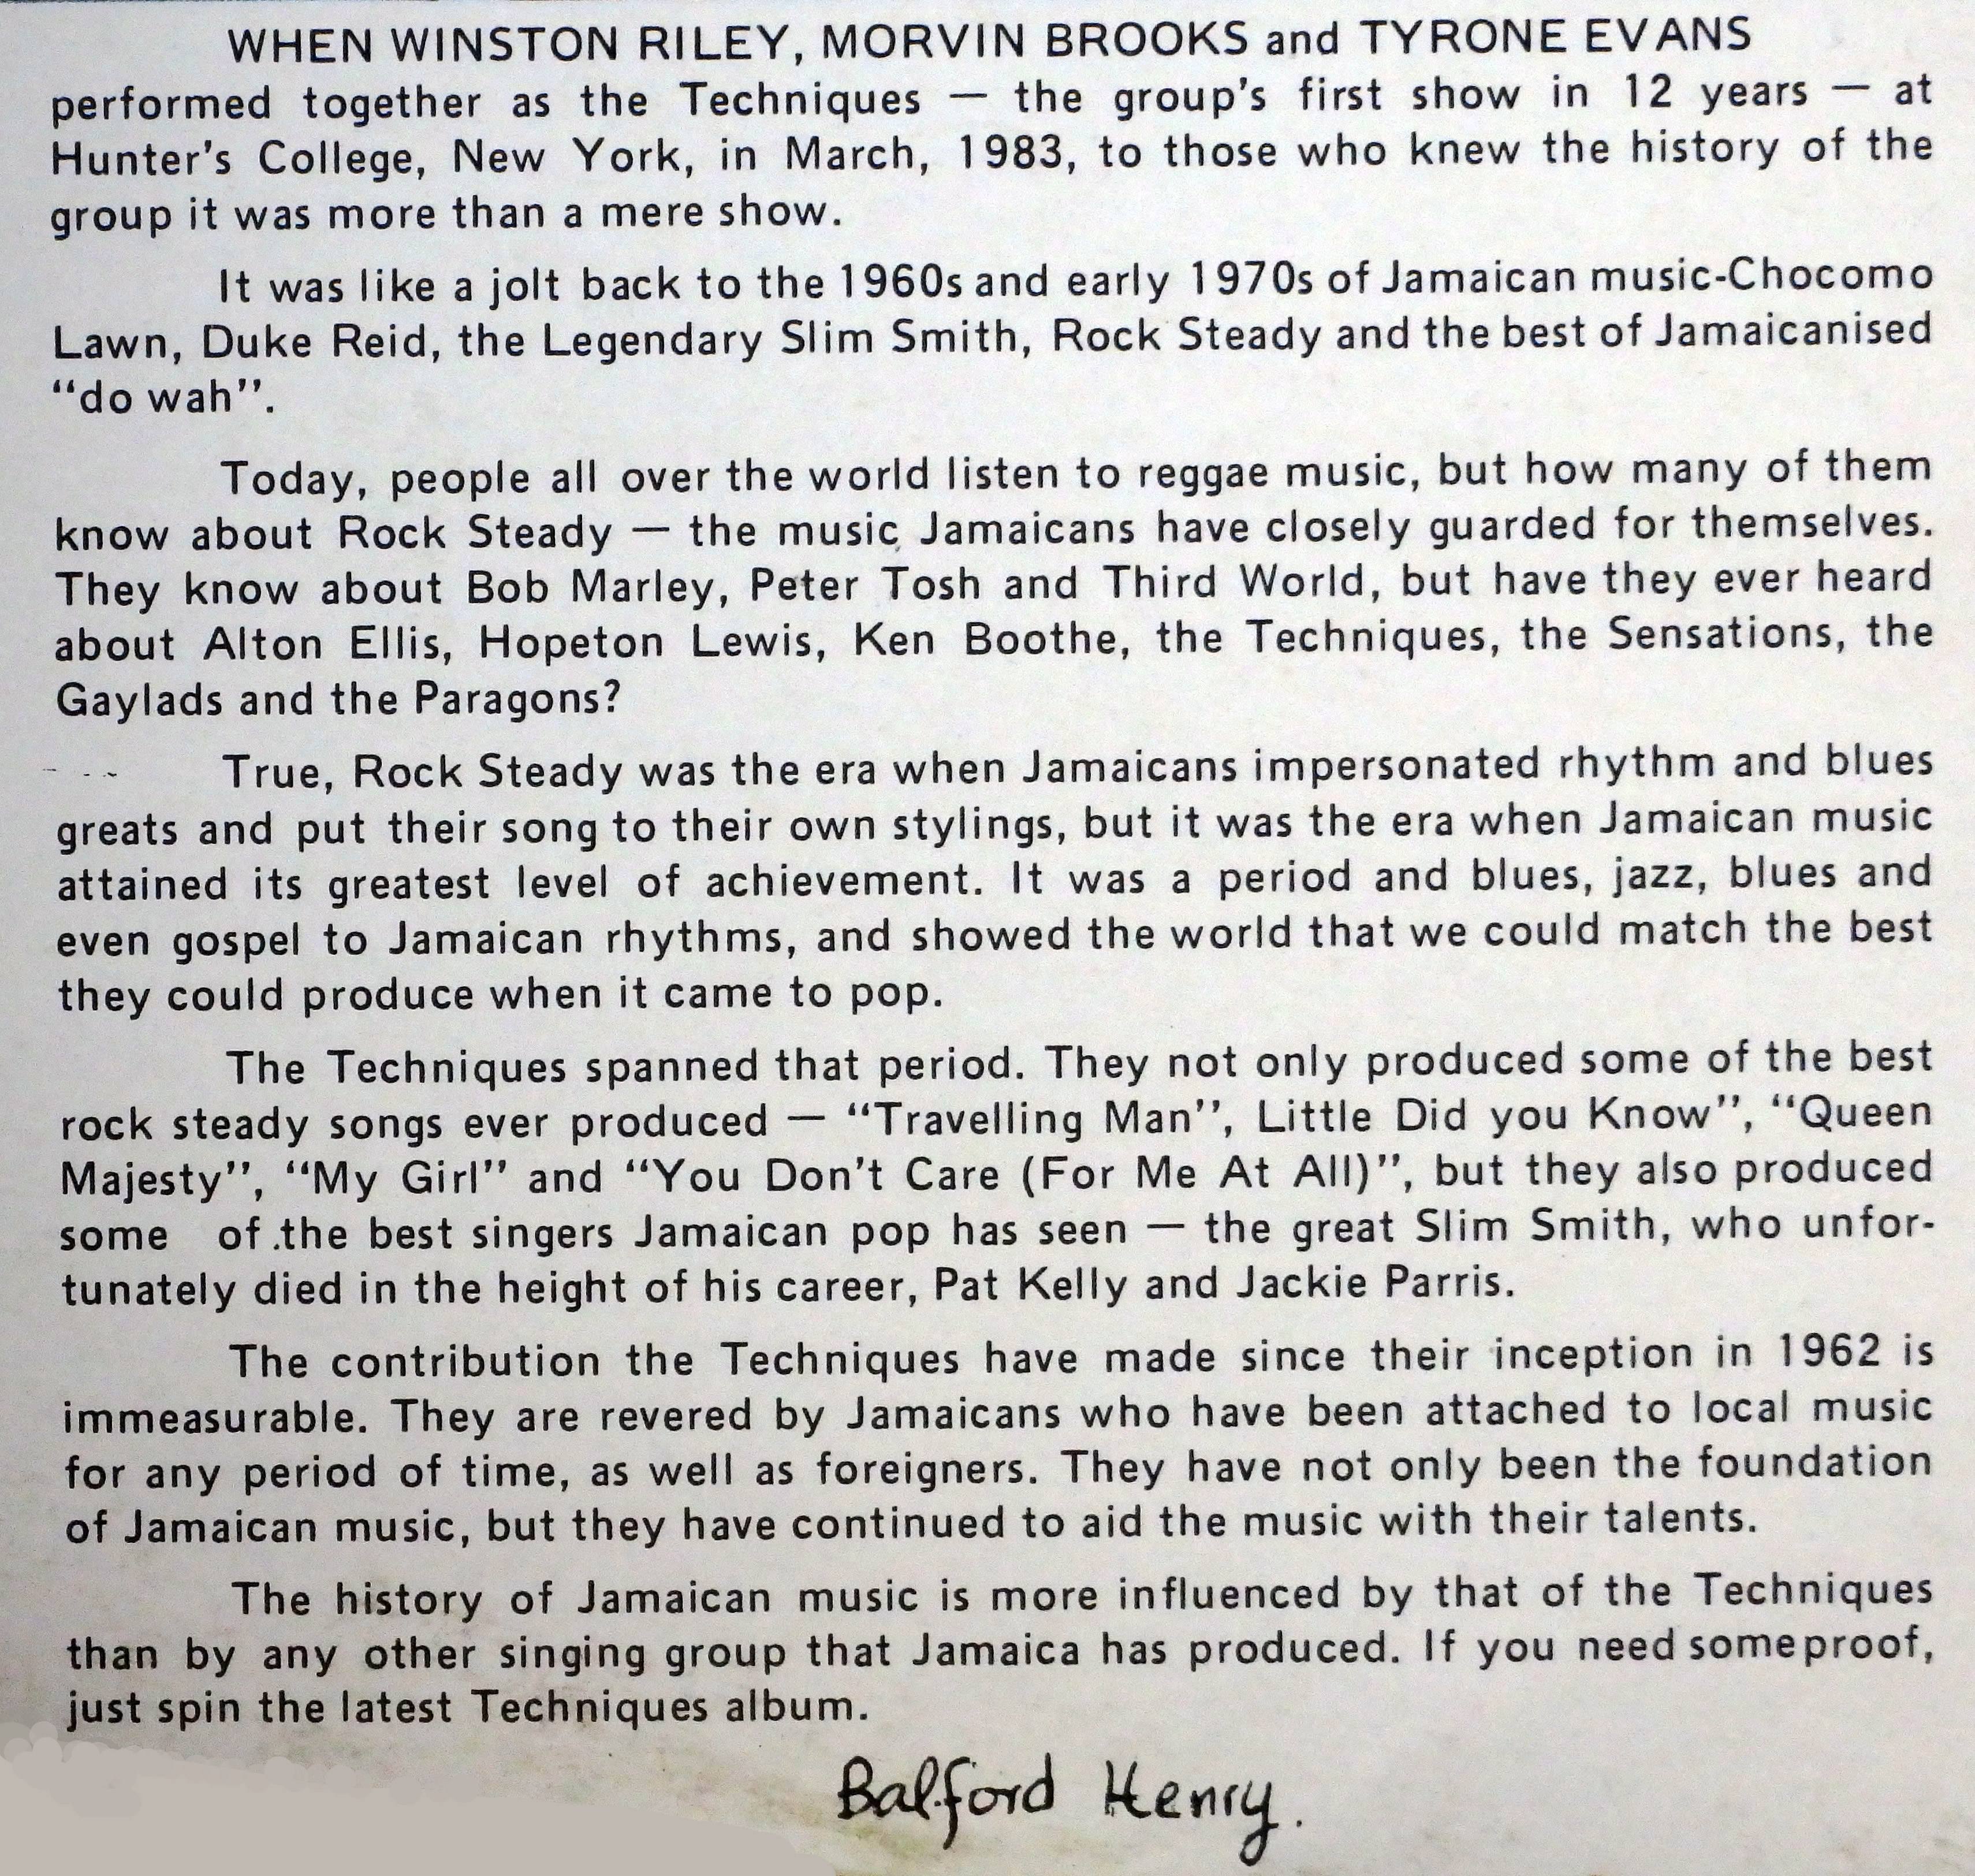 WHEN WINSTON RILEY, MORVIN BROOKS and TYRONE EVANS
performed together as the Techniques — the group's first show in 12 years — at
Hunter's College, New York, in March, 1983, to those who knew the history of the
group it was more than a mere show.
It was like a jolt back to the 1960s and early 1970s of Jamaican music-Chocomo
Lawn, Duke Reid, the Legendary Slim Smith, Rock Steady and the best of Jamaicanised
“do wah”.
Today, people all over the world listen to reggae music, but how many of them
know about Rock Steady — the music Jamaicans have closely guarded for themselves.
They know about Bob Marley, Peter Tosh and Third World, but have they ever heard
about Alton Ellis, Hopeton Lewis, Ken Boothe, the Techniques, the Sensations, the
Gaylads and the Paragons?
True, Rock Steady was the era when Jamaicans impersonated rhythm and blues
greats and put their song to their own stylings, but it was the era when Jamaican music
attained its greatest level of achievement. It was a period and blues, jazz, blues and
even gospel to Jamaican rhythms, and showed the world that we could match the best
they could produce when it came to pop.
The Techniques spanned that period. They not only produced some of the best
rock steady songs ever produced — “Travelling Man”, Little Did you Know”, “Queen
Majesty”, “My Girl” and “You Don't Care (For Me At All)”, but they also produced
some of .the best singers Jamaican pop has seen — the great Slim Smith, who unfor-
tunately died in the height of his career, Pat Kelly and Jackie Parris.
The contribution the Techniques have made since their inception in 1962 is
immeasurable. They are revered by Jamaicans who have been attached to local music
for any period of time, as well as foreigners. They have not only been the foundation
of Jamaican music, but they have continued to aid the music with their talents.
The history of Jamaican music is more influenced by that of the Techniques
than by any other singing group that Jamaica has produced. If you need some proof,
just spin the latest Techniques album.
Balford Henry.